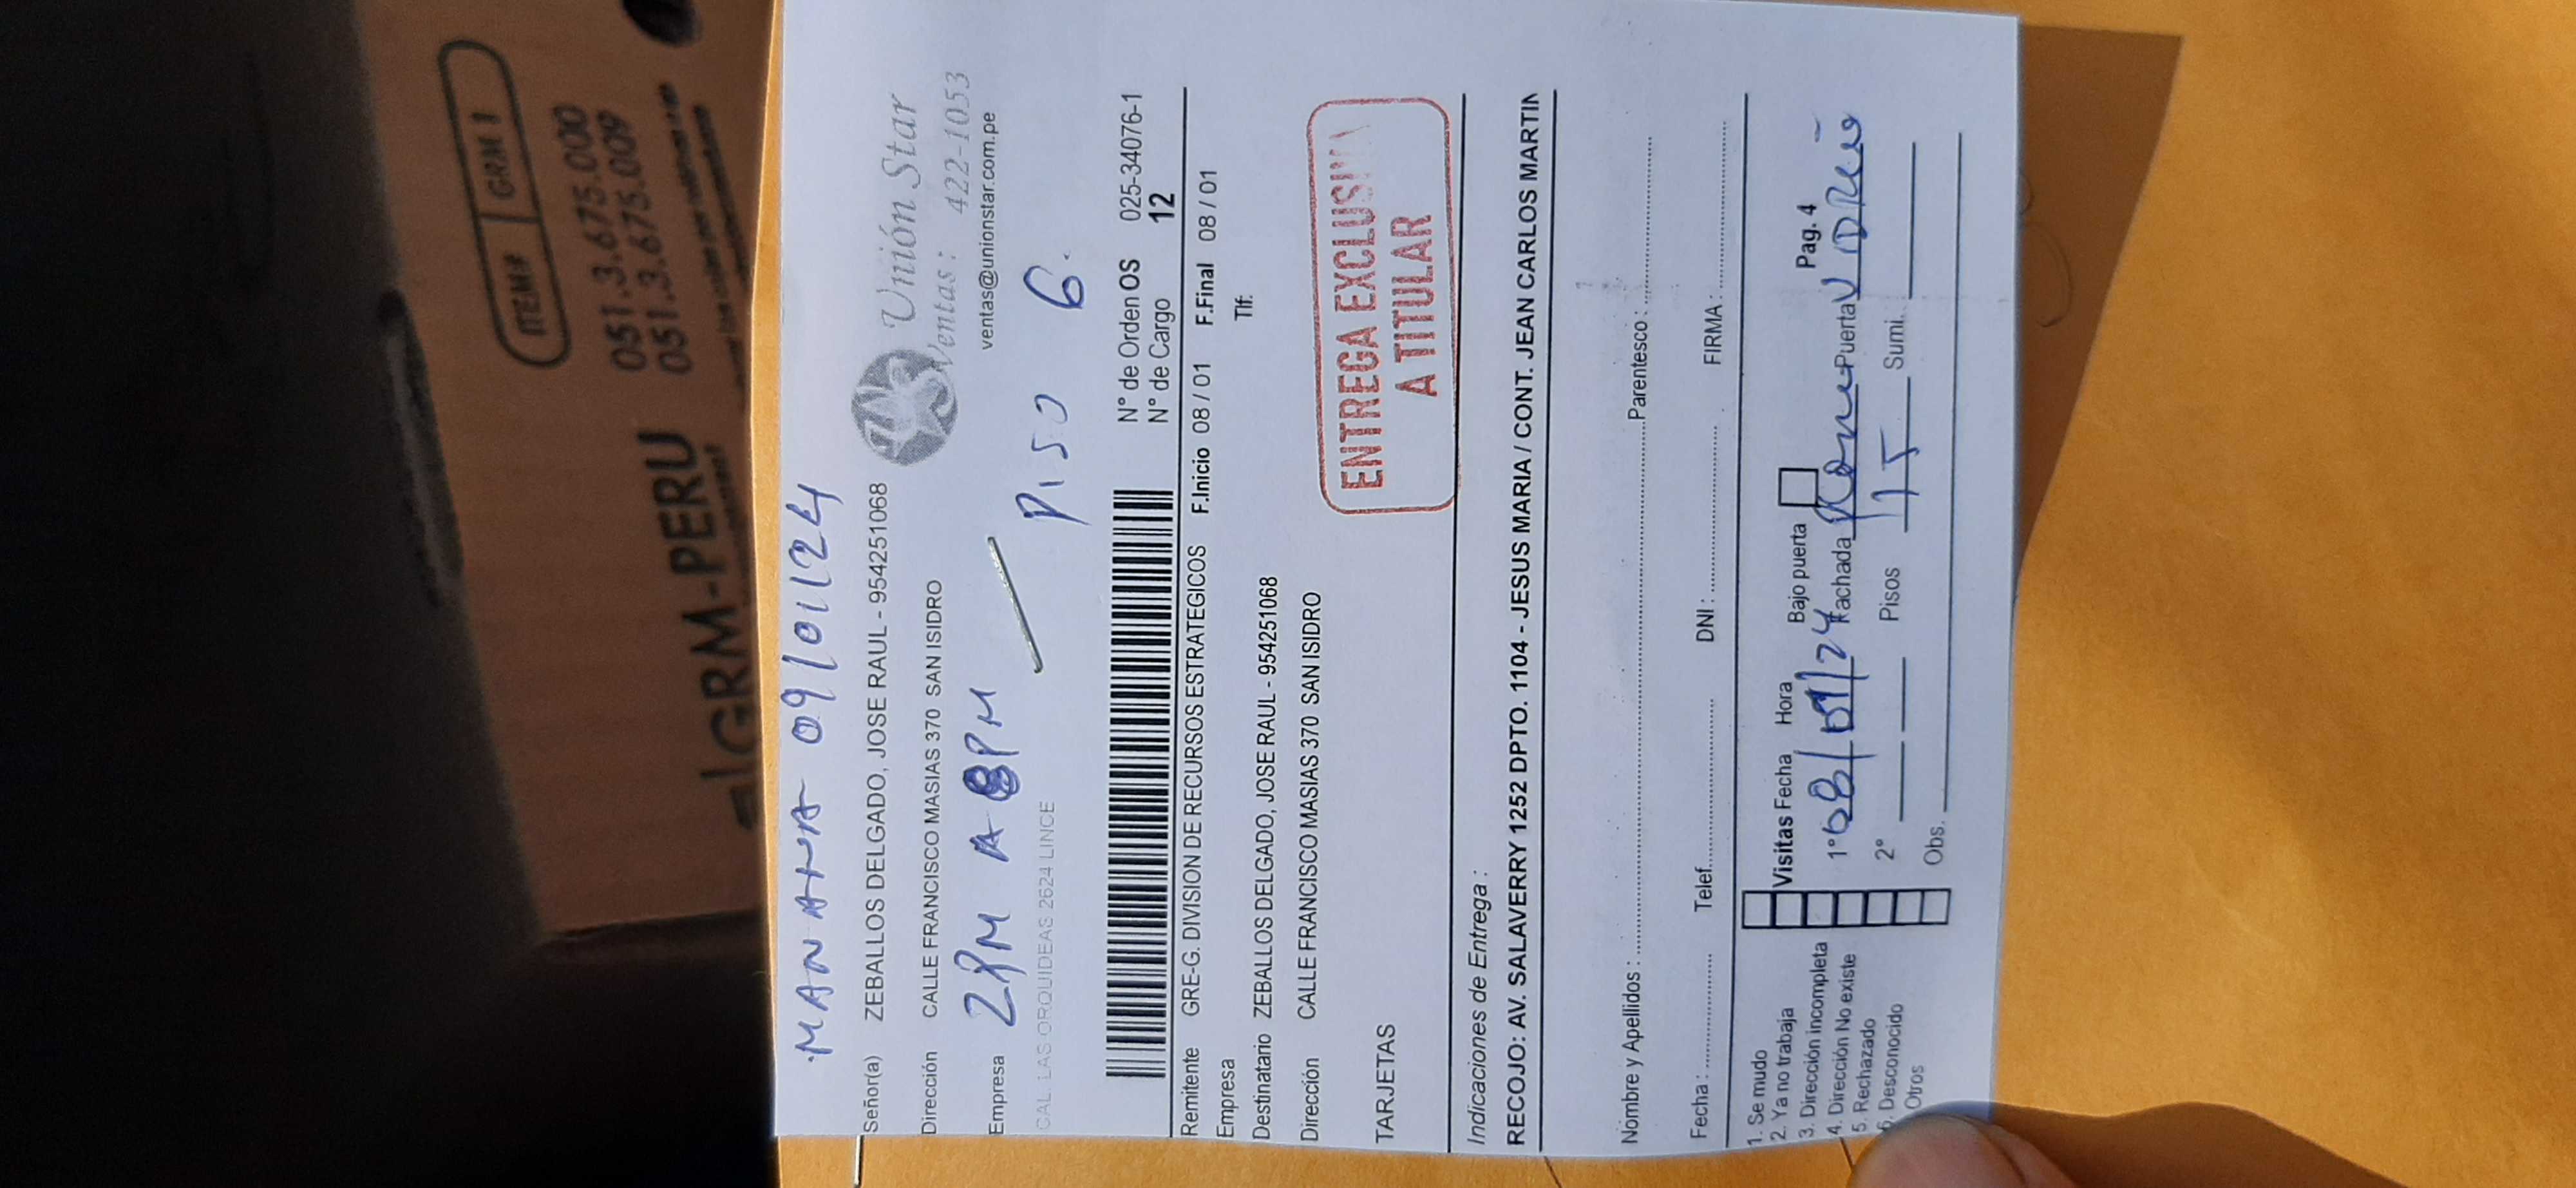 MANANA 09/01/24
Señor(a) ZEBALLOS DELGADO, JOSE RAUL - 954251068
Unión Star
Dirección CALLE FRANCISCO MASIAS 370 SAN ISIDRO
Ventas: 422-1053
Empresa 2PM A 8PM
ventas@unionstar.com.pe
CAL. LAS ORQUIDEAS 2624 LINCE
PISO 6.
N° de Orden OS 025-34076-1
N° de Cargo 12
Remitente GRE-G. DIVISION DE RECURSOS ESTRATEGICOS F.Inicio 08 / 01 F.Final 08 / 01
Empresa Tlf:
Destinatario ZEBALLOS DELGADO, JOSE RAUL - 954251068
Dirección CALLE FRANCISCO MASIAS 370 SAN ISIDRO
ENTREGA EXCLUSIVA
A TITULAR
TARJETAS
Indicaciones de Entrega :
RECOJO: AV. SALAVERRY 1252 DPTO. 1104 - JESUS MARIA / CONT. JEAN CARLOS MARTIN
Nombre y Apellidos : Parentesco :
Fecha : Telef. DNI : FIRMA :
1. Se mudo
2. Ya no trabaja
3. Dirección incompleta
4. Dirección No existe
5. Rechazado
6. Desconocido
Otros
Visitas Fecha Hora Bajo puerta Pag. 4
1° 08/01/24 Fachada Puerta VIDRIO
2° Pisos 15 Sumi.
Obs.
ITEM# GRM 1
051.3.675.000
051.3.675.009
GRM-PERU